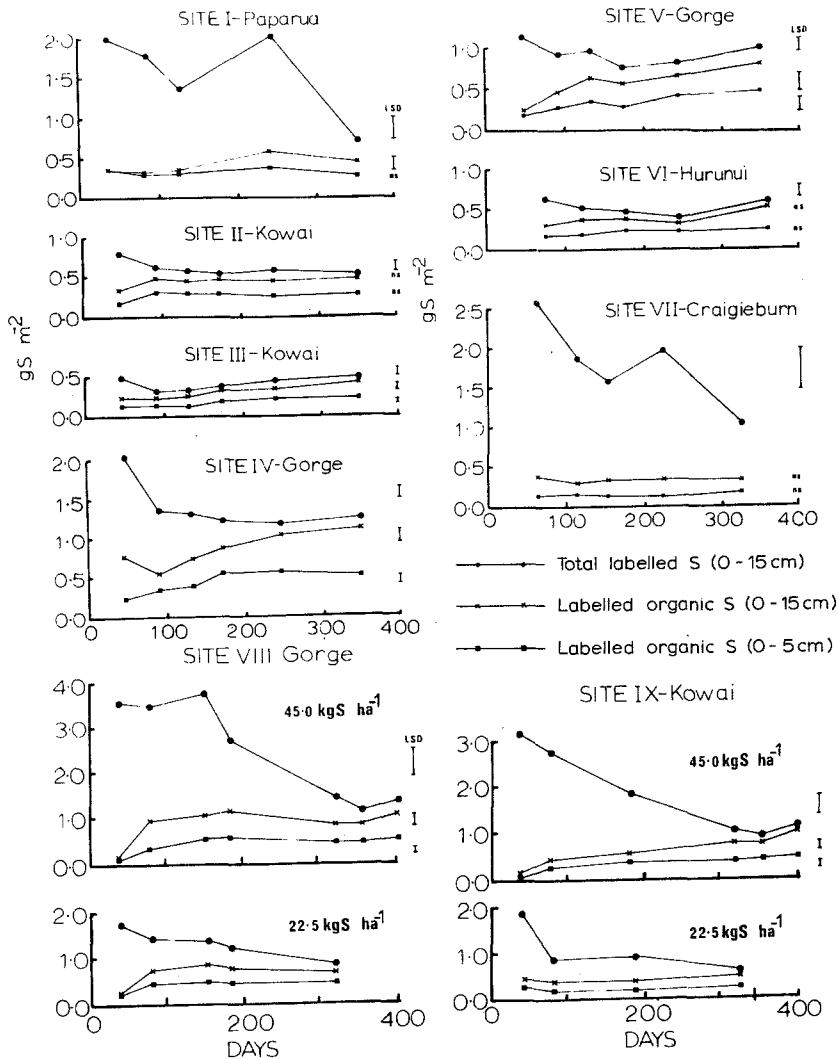 SITE I-Paparua
2·0
1·5
1·0
0·5
0·0
LSD
ns
SITE II-Kowai
1·0
0·5
0·0
ns
ns
gS m-2
SITE III-Kowai
0·5
0·0
SITE IV-Gorge
2·0
1·5
1·0
0·5
0·0
0 100 200 300 400
SITE V-Gorge
LSD
1·0
0·5
0·0
SITE VI-Hurunui
1·0
0·5
0·0
ns
ns
gS m-2
SITE VII-Craigieburn
2·5
2·0
1·5
1·0
0·5
0
ns
ns
0 100 200 300 400
Total labelled S (0-15cm)
Labelled organic S (0-15cm)
Labelled organic S (0-5cm)
SITE VIII Gorge
45·0 kgS ha-1
4·0
3·0
2·0
1·0
0·0
LSD
22·5 kgS ha-1
2·0
1·0
0·0
0 200 400
DAYS
SITE IX-Kowai
45·0 kgS ha-1
3·0
2·0
1·0
0·0
22·5 kgS ha-1
2·0
1·0
0·0
0 200 400
DAYS